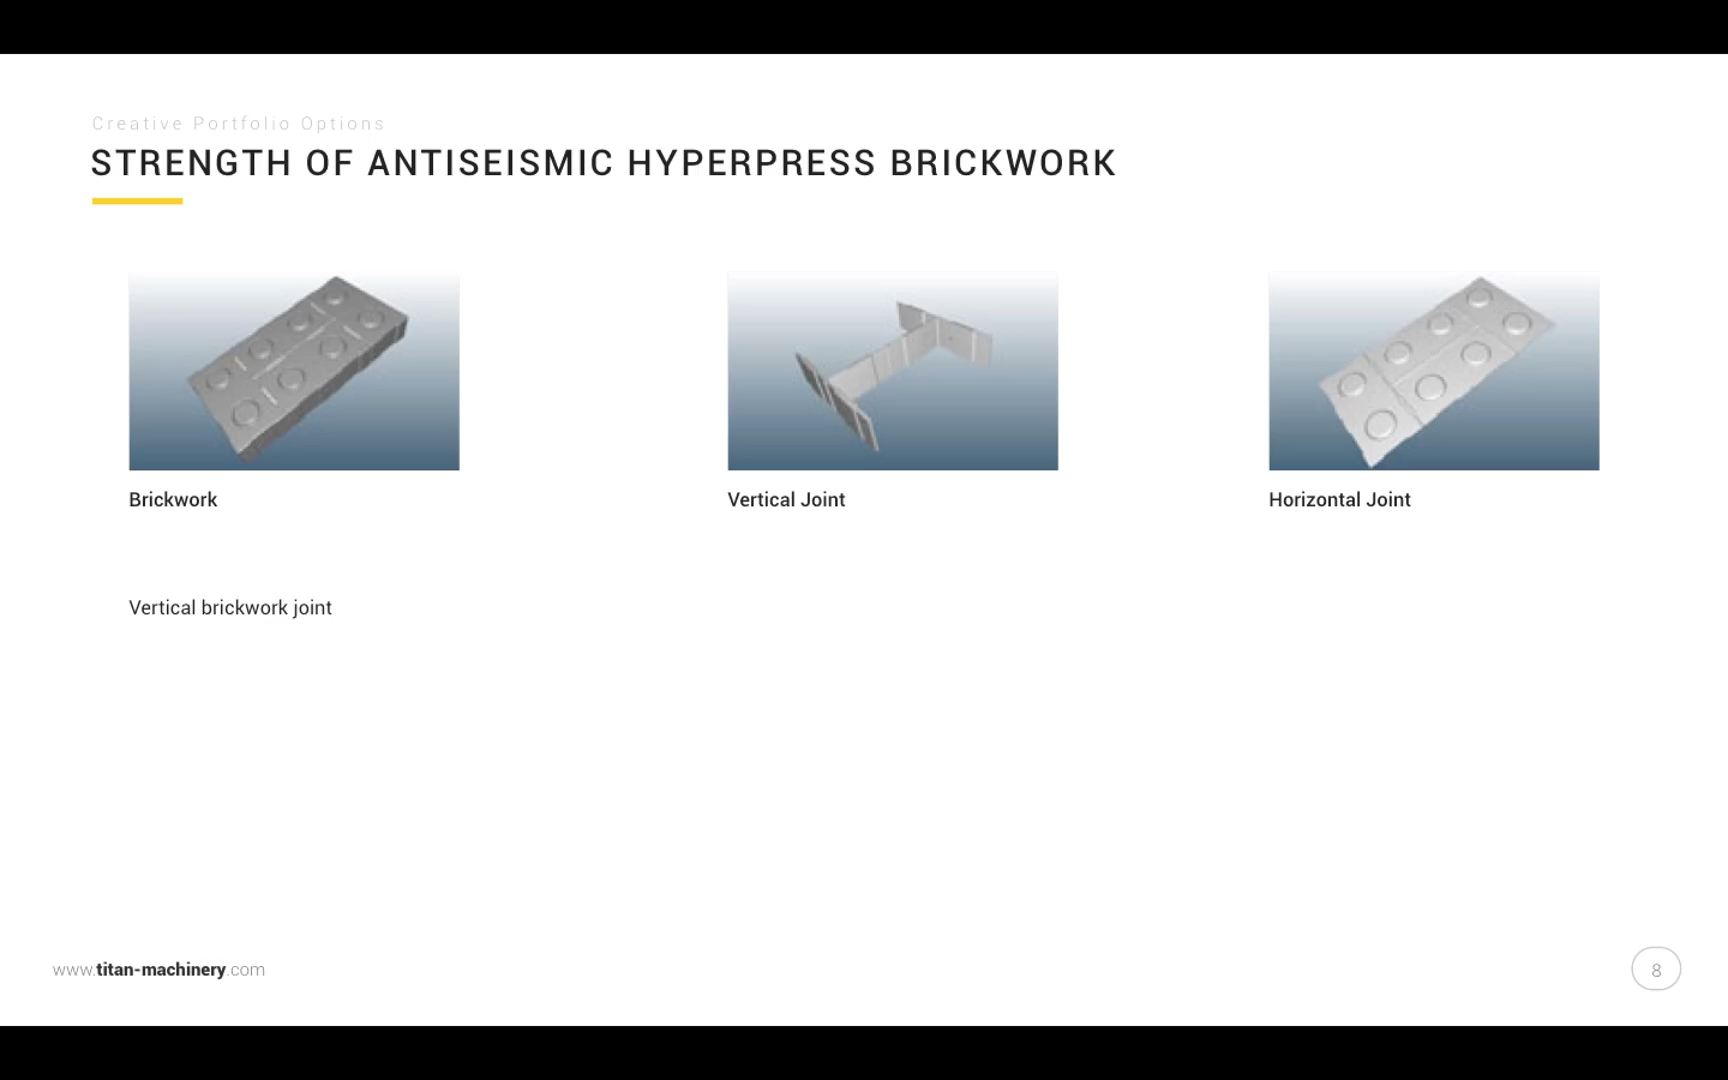 Creative Portfolio Options
STRENGTH OF ANTISEISMIC HYPERPRESS BRICKWORK
Brickwork
Vertical Joint
Horizontal Joint
Vertical brickwork joint
www.titan-machinery.com
8